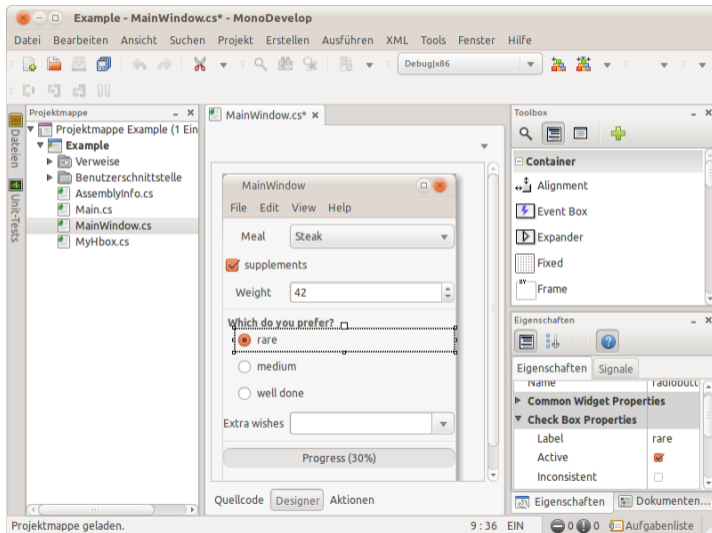 Example - MainWindow.cs* - MonoDevelop
Datei Bearbeiten Ansicht Suchen Projekt Erstellen Ausführen XML Tools Fenster Hilfe
Debug|x86
Dateien
Unit-Tests
Projektmappe
Projektmappe Example (1 Ein
Example
Verweise
Benutzerschnittstelle
AssemblyInfo.cs
Main.cs
MainWindow.cs
MyHbox.cs
MainWindow.cs*
MainWindow
File Edit View Help
Meal Steak
supplements
Weight 42
Which do you prefer?
rare
medium
well done
Extra wishes
Progress (30%)
Quellcode Designer Aktionen
Toolbox
Container
Alignment
Event Box
Expander
Fixed
XY Frame
Eigenschaften
Eigenschaften Signale
Name radiobutt
Common Widget Properties
Check Box Properties
Label rare
Active
Inconsistent
Eigenschaften Dokumenten...
Projektmappe geladen. 9 : 36 EIN 0 0 Aufgabenliste